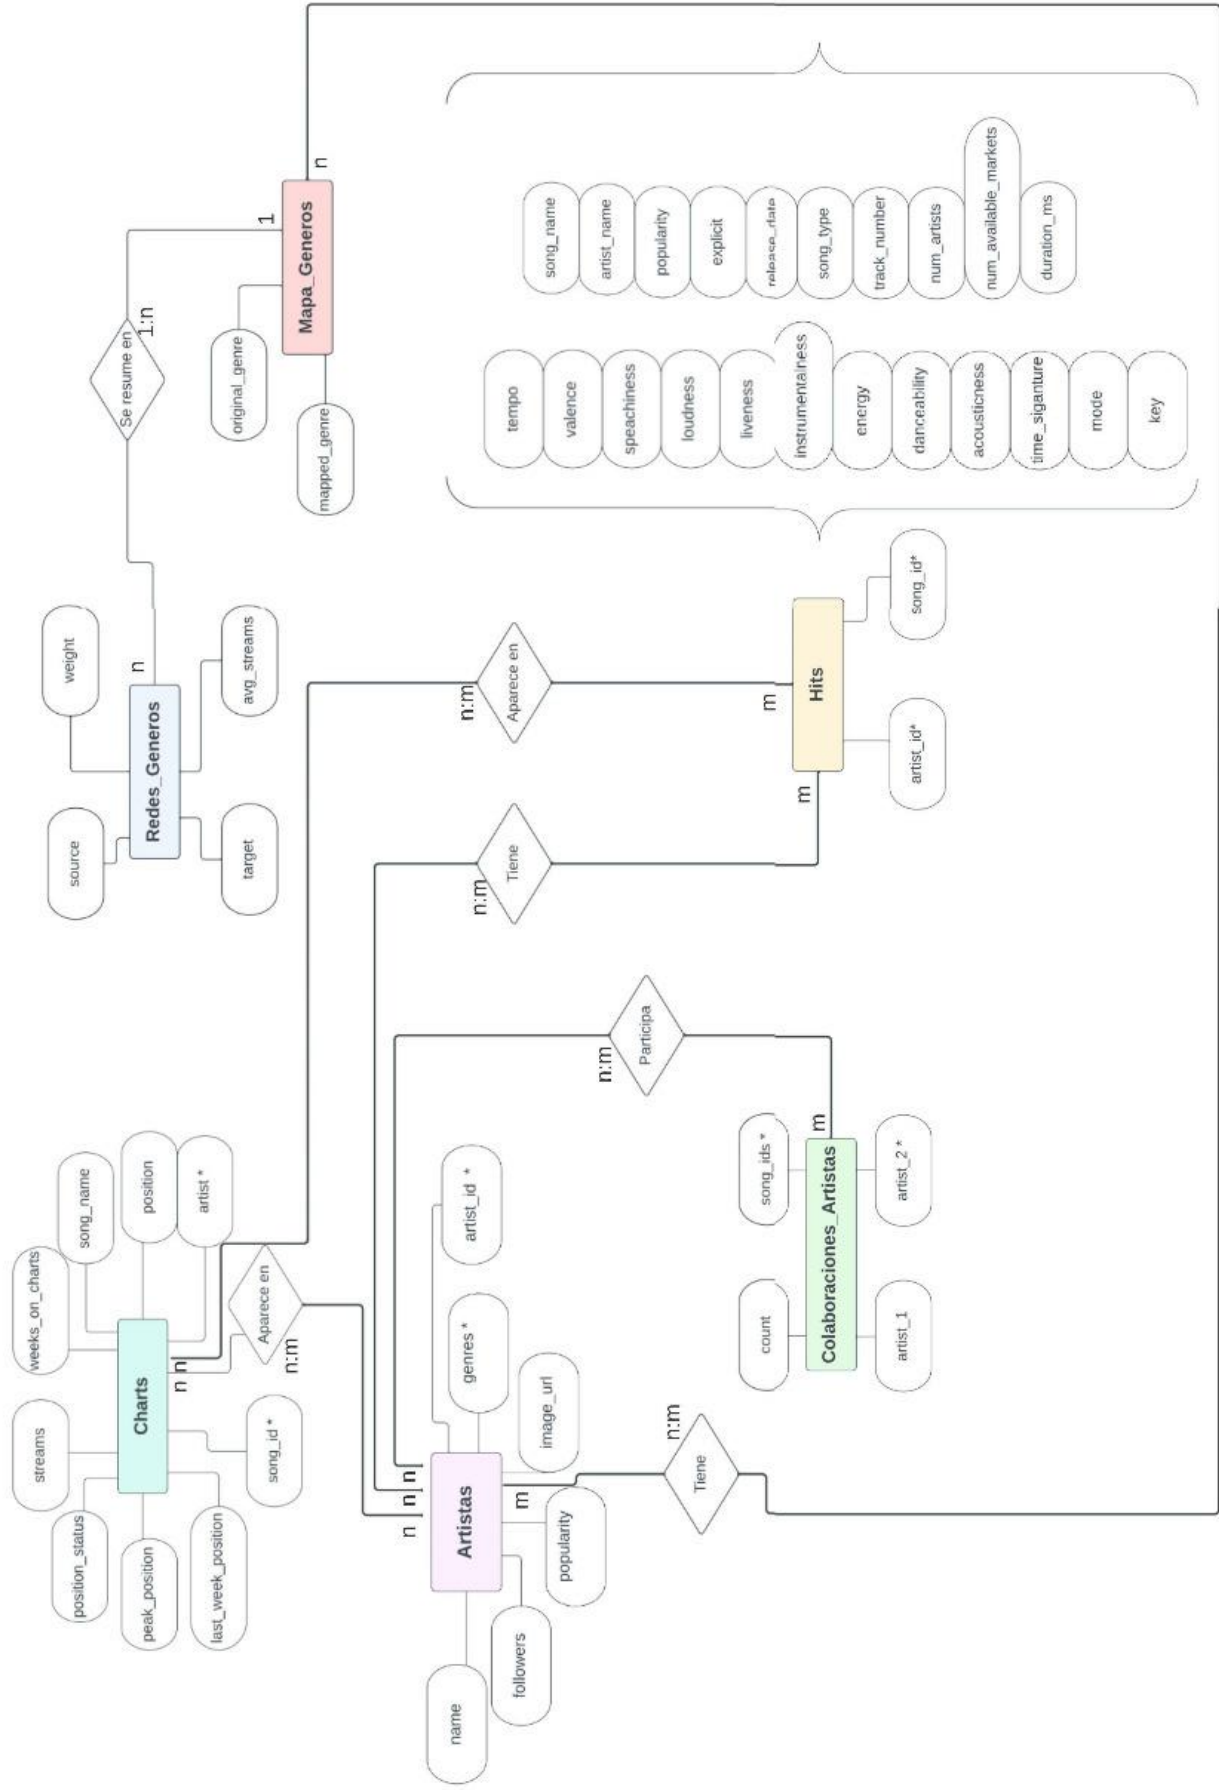 weeks_on_charts
song_name
position
artist *
streams
position_status
peak_position
last_week_position
song_id *
Charts
n
n
Aparece en
n:m
source
weight
target
avg_streams
Redes_Generos
n
Se resume en
1:n
1
original_genre
mapped_genre
Mapa_Generos
n
name
followers
popularity
image_url
genres *
artist_id *
Artistas
n
n
n
m
Tiene
n:m
Participa
n:m
Tiene
n:m
Aparece en
n:m
count
song_ids *
artist_1
artist_2 *
Colaboraciones_Artistas
m
Hits
m
m
artist_id*
song_id*
tempo
valence
speachiness
loudness
liveness
instrumentalness
energy
danceability
acousticness
time_siganture
mode
key
song_name
artist_name
popularity
explicit
release_date
song_type
track_number
num_artists
num_available_markets
duration_ms